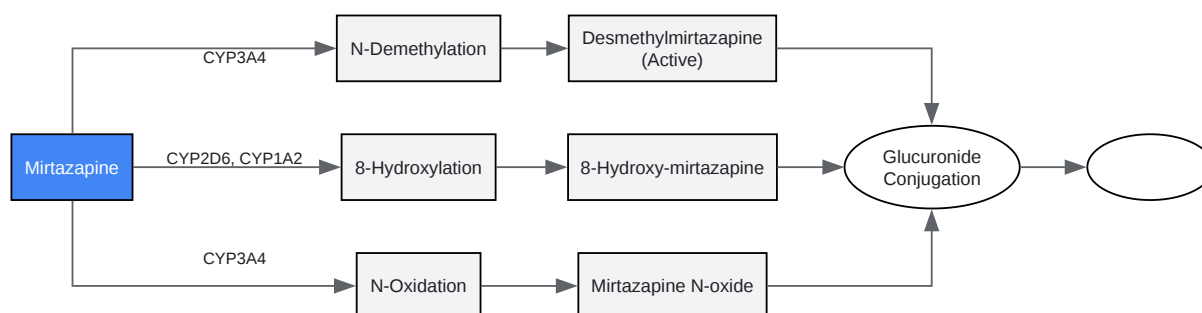 N-Demethylation
Desmethylmirtazapine
(Active)
CYP3A4
Mirtazapine
CYP2D6, CYP1A2
8-Hydroxylation
8-Hydroxy-mirtazapine
Glucuronide
Conjugation
CYP3A4
N-Oxidation
Mirtazapine N-oxide